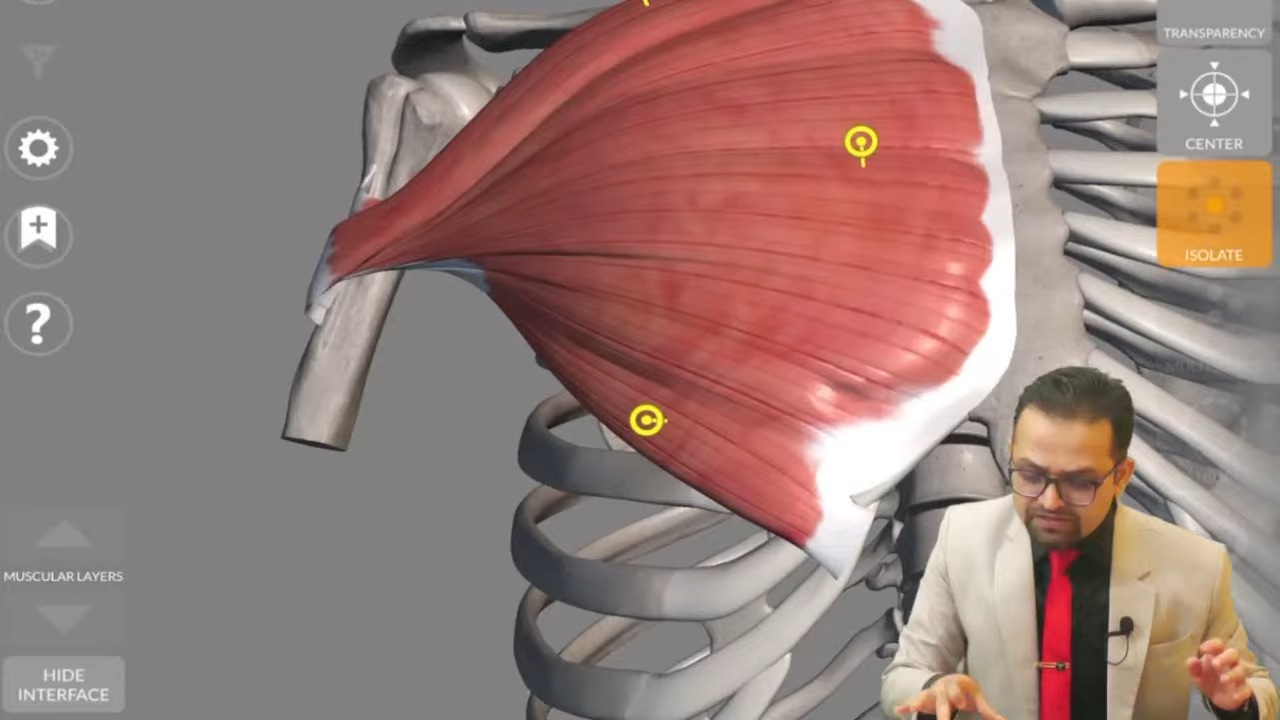 TRANSPARENCY
CENTER
ISOLATE
?
MUSCULAR LAYERS
HIDE
INTERFACE